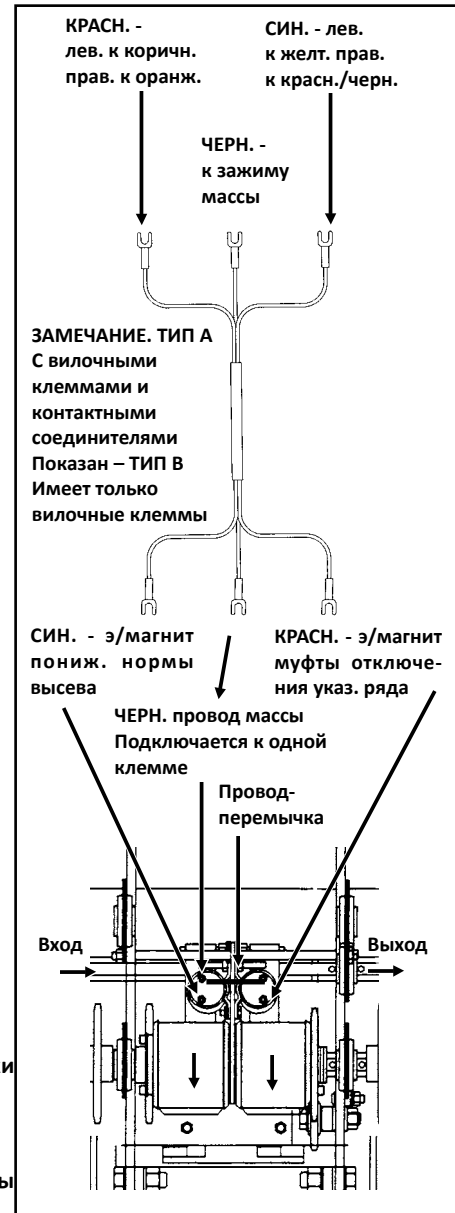 КРАСН. -
лев. к коричн.
прав. к оранж.
СИН. - лев.
к желт. прав.
к красн./черн.
ЧЕРН. -
к зажиму
массы
ЗАМЕЧАНИЕ. ТИП А
С вилочными
клеммами и
контактными
соединителями
Показан – ТИП В
Имеет только
вилочные клеммы
СИН. - э/магнит
пониж. нормы
высева
КРАСН. - э/магнит
муфты отключе-
ния указ. ряда
ЧЕРН. провод массы
Подключается к одной
клемме
Провод-
перемычка
Вход
Выход
ки
ы